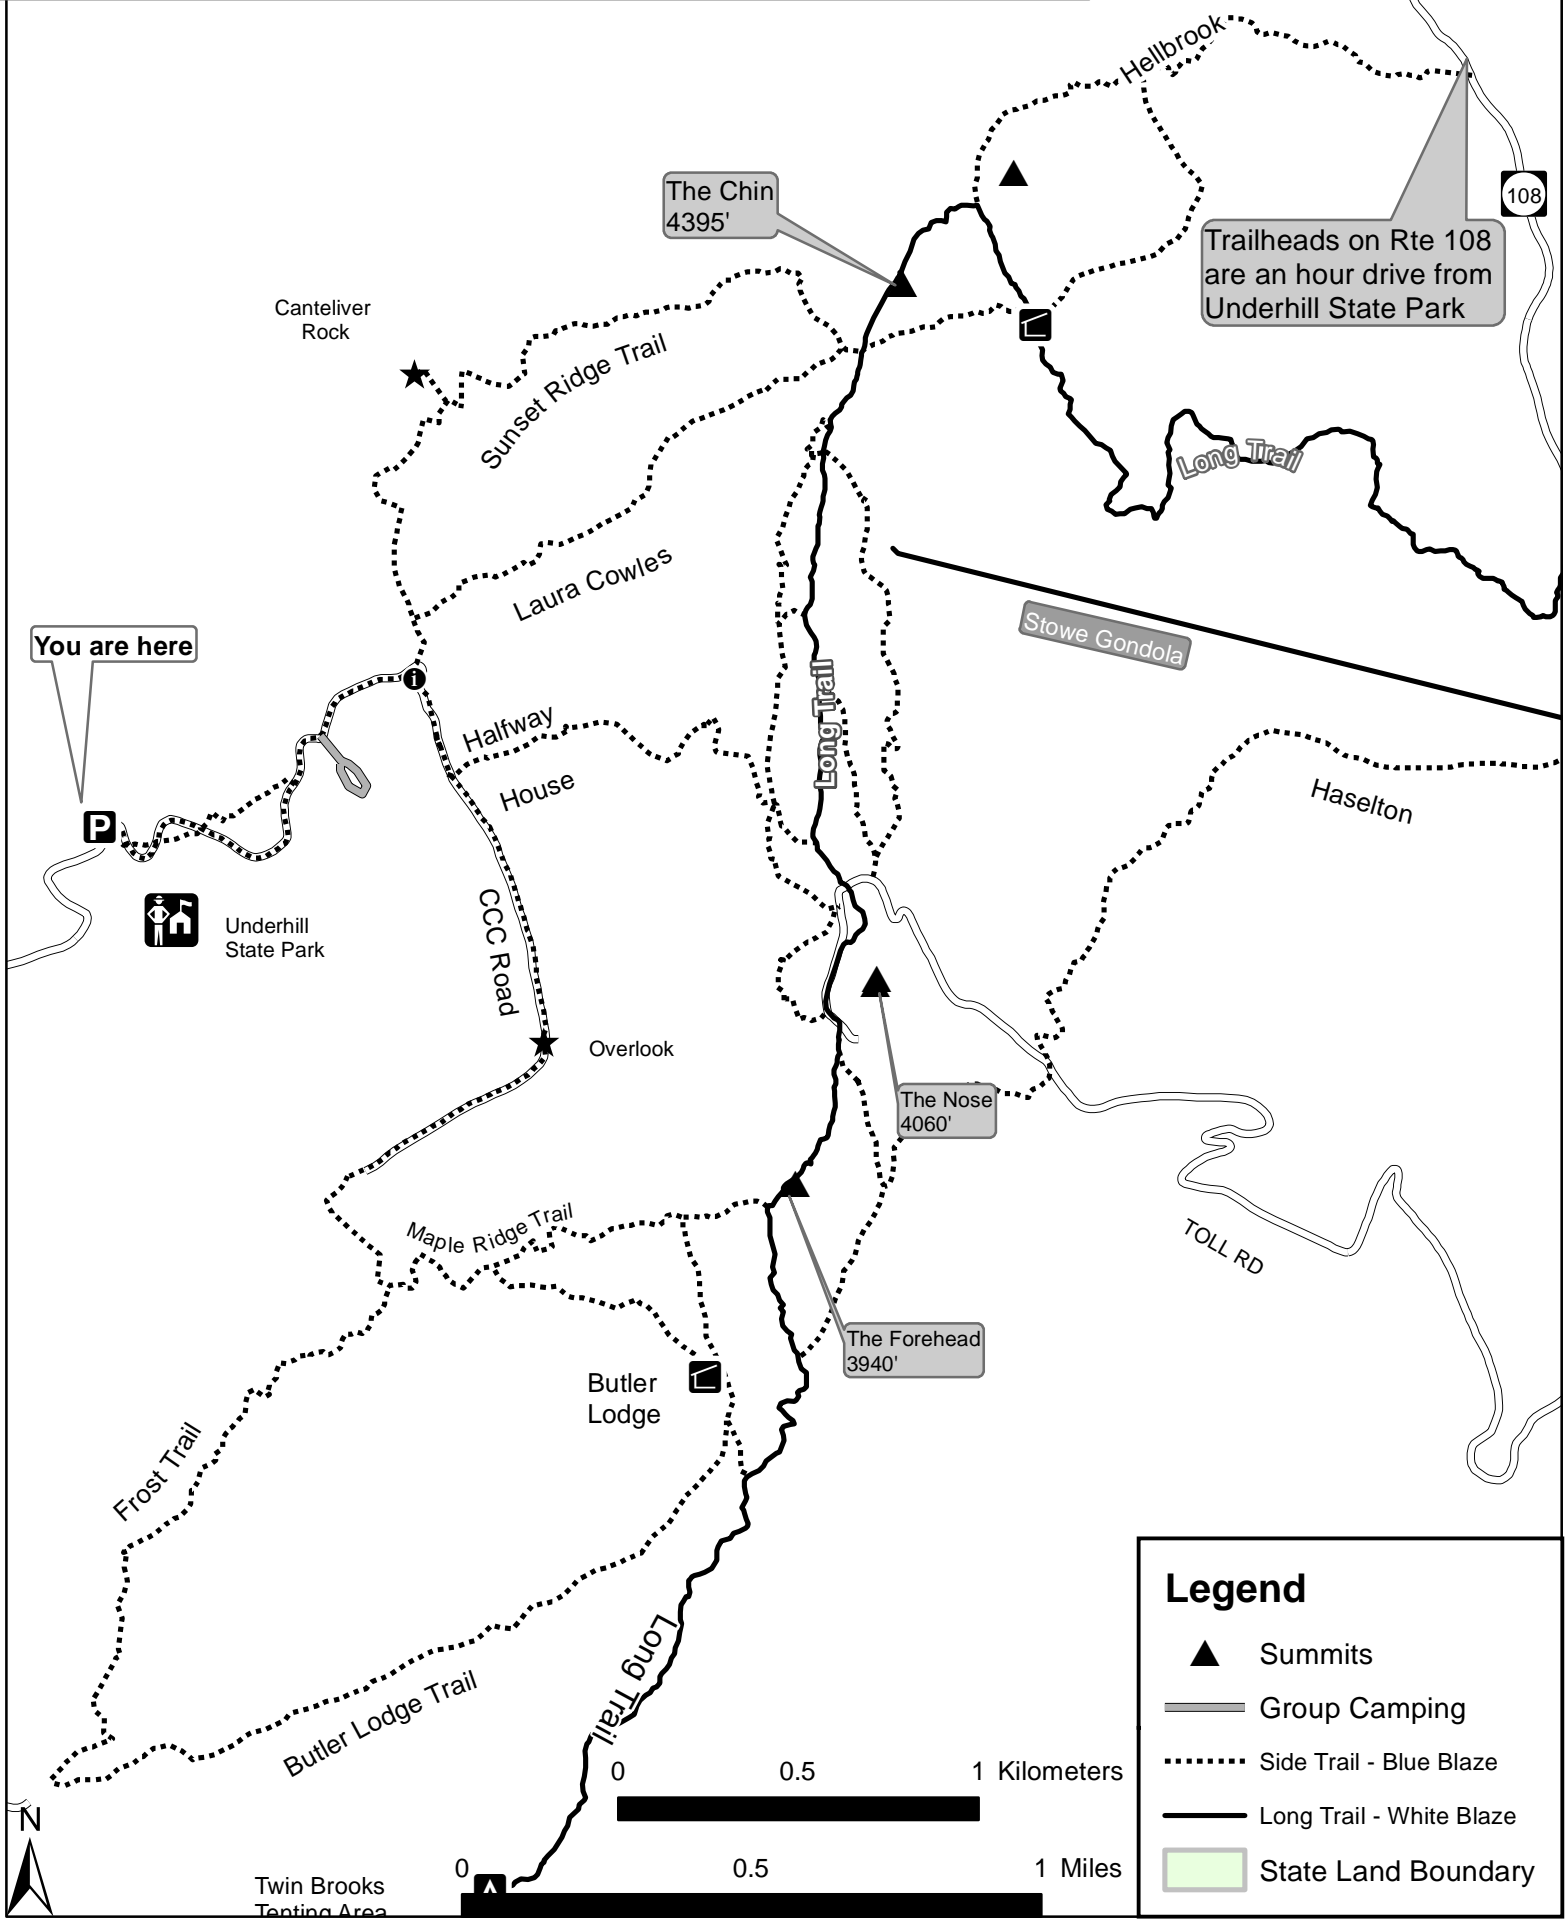 Hellbrook
The Chin
4395'
108
Trailheads on Rte 108
are an hour drive from
Underhill State Park
Canteliver
Rock
Sunset Ridge Trail
Long Trail
Laura Cowles
Stowe Gondola
You are here
i
Long Trail
Halfway
House
Haselton
P
CCC Road
Underhill
State Park
Overlook
The Nose
4060'
Maple Ridge Trail
TOLL RD
The Forehead
3940'
Butler
Lodge
Frost Trail
Long Trail
Butler Lodge Trail
N
0 0.5 1 Kilometers
0 0.5 1 Miles
Twin Brooks
Tenting Area
Legend
Summits
Group Camping
Side Trail - Blue Blaze
Long Trail - White Blaze
State Land Boundary